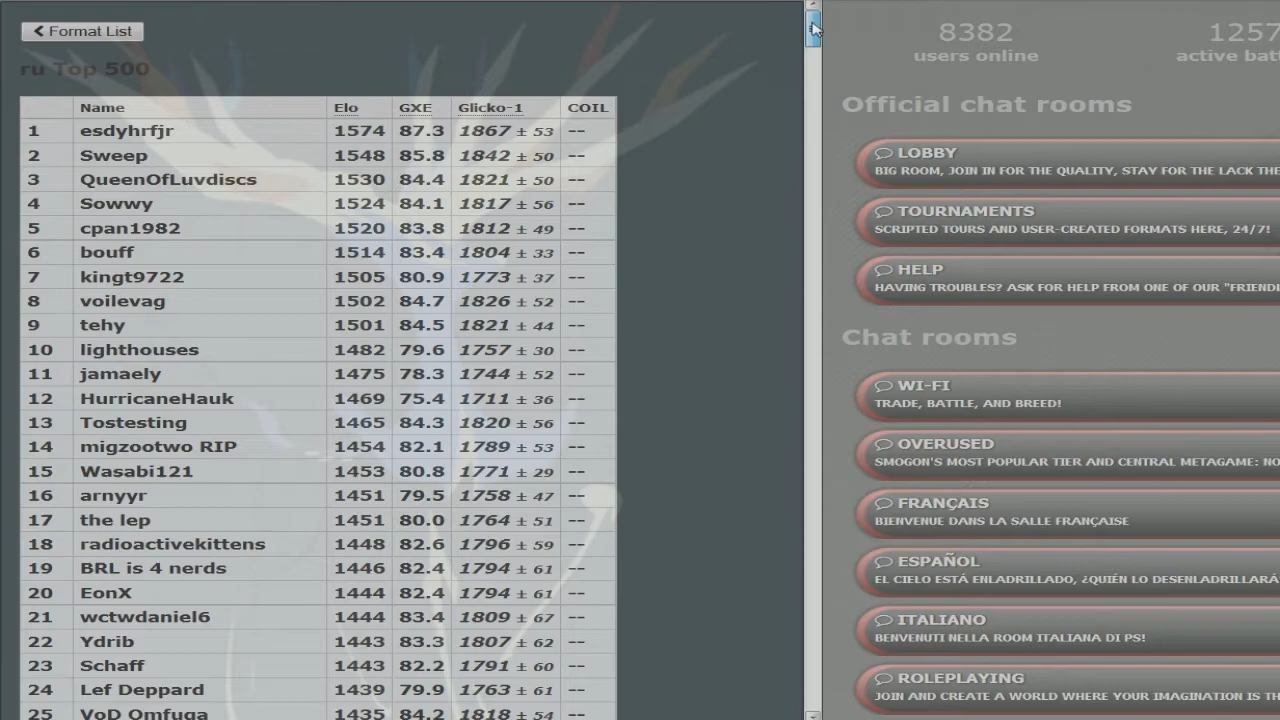 Format List
ru Top 500
Name Elo GXE Glicko-1 COIL
1 esdyhrfjr 1574 87.3 1867 ± 53 --
2 Sweep 1548 85.8 1842 ± 50 --
3 QueenOfLuvdiscs 1530 84.4 1821 ± 50 --
4 Sowwy 1524 84.1 1817 ± 56 --
5 cpan1982 1520 83.8 1812 ± 49 --
6 bouff 1514 83.4 1804 ± 33 --
7 kingt9722 1505 80.9 1773 ± 37 --
8 voilevag 1502 84.7 1826 ± 52 --
9 tehy 1501 84.5 1821 ± 44 --
10 lighthouses 1482 79.6 1757 ± 30 --
11 jamaely 1475 78.3 1744 ± 52 --
12 HurricaneHauk 1469 75.4 1711 ± 36 --
13 Tostesting 1465 84.3 1820 ± 56 --
14 migzootwo RIP 1454 82.1 1789 ± 53 --
15 Wasabi121 1453 80.8 1771 ± 29 --
16 arnyyr 1451 79.5 1758 ± 47 --
17 the lep 1451 80.0 1764 ± 51 --
18 radioactivekittens 1448 82.6 1796 ± 59 --
19 BRL is 4 nerds 1446 82.4 1794 ± 61 --
20 EonX 1444 82.4 1794 ± 61 --
21 wctwdaniel6 1444 83.4 1809 ± 67 --
22 Ydrib 1443 83.3 1807 ± 62 --
23 Schaff 1443 82.2 1791 ± 60 --
24 Lef Deppard 1439 79.9 1763 ± 61 --
25 VoD Omfuga 1435 84.2 1818 ± 54 --
8382 1257
users online active bat
Official chat rooms
LOBBY
BIG ROOM, JOIN IN FOR THE QUALITY, STAY FOR THE LACK THE
TOURNAMENTS
SCRIPTED TOURS AND USER-CREATED FORMATS HERE, 24/7!
HELP
HAVING TROUBLES? ASK FOR HELP FROM ONE OF OUR "FRIENDL
Chat rooms
WI-FI
TRADE, BATTLE, AND BREED!
OVERUSED
SMOGON'S MOST POPULAR TIER AND CENTRAL METAGAME: NO
FRANÇAIS
BIENVENUE DANS LA SALLE FRANÇAISE
ESPAÑOL
EL CIELO ESTÁ ENLADRILLADO, ¿QUIÉN LO DESENLADRILLARÁ
ITALIANO
BENVENUTI NELLA ROOM ITALIANA DI PS!
ROLEPLAYING
JOIN AND CREATE A WORLD WHERE YOUR IMAGINATION IS TH